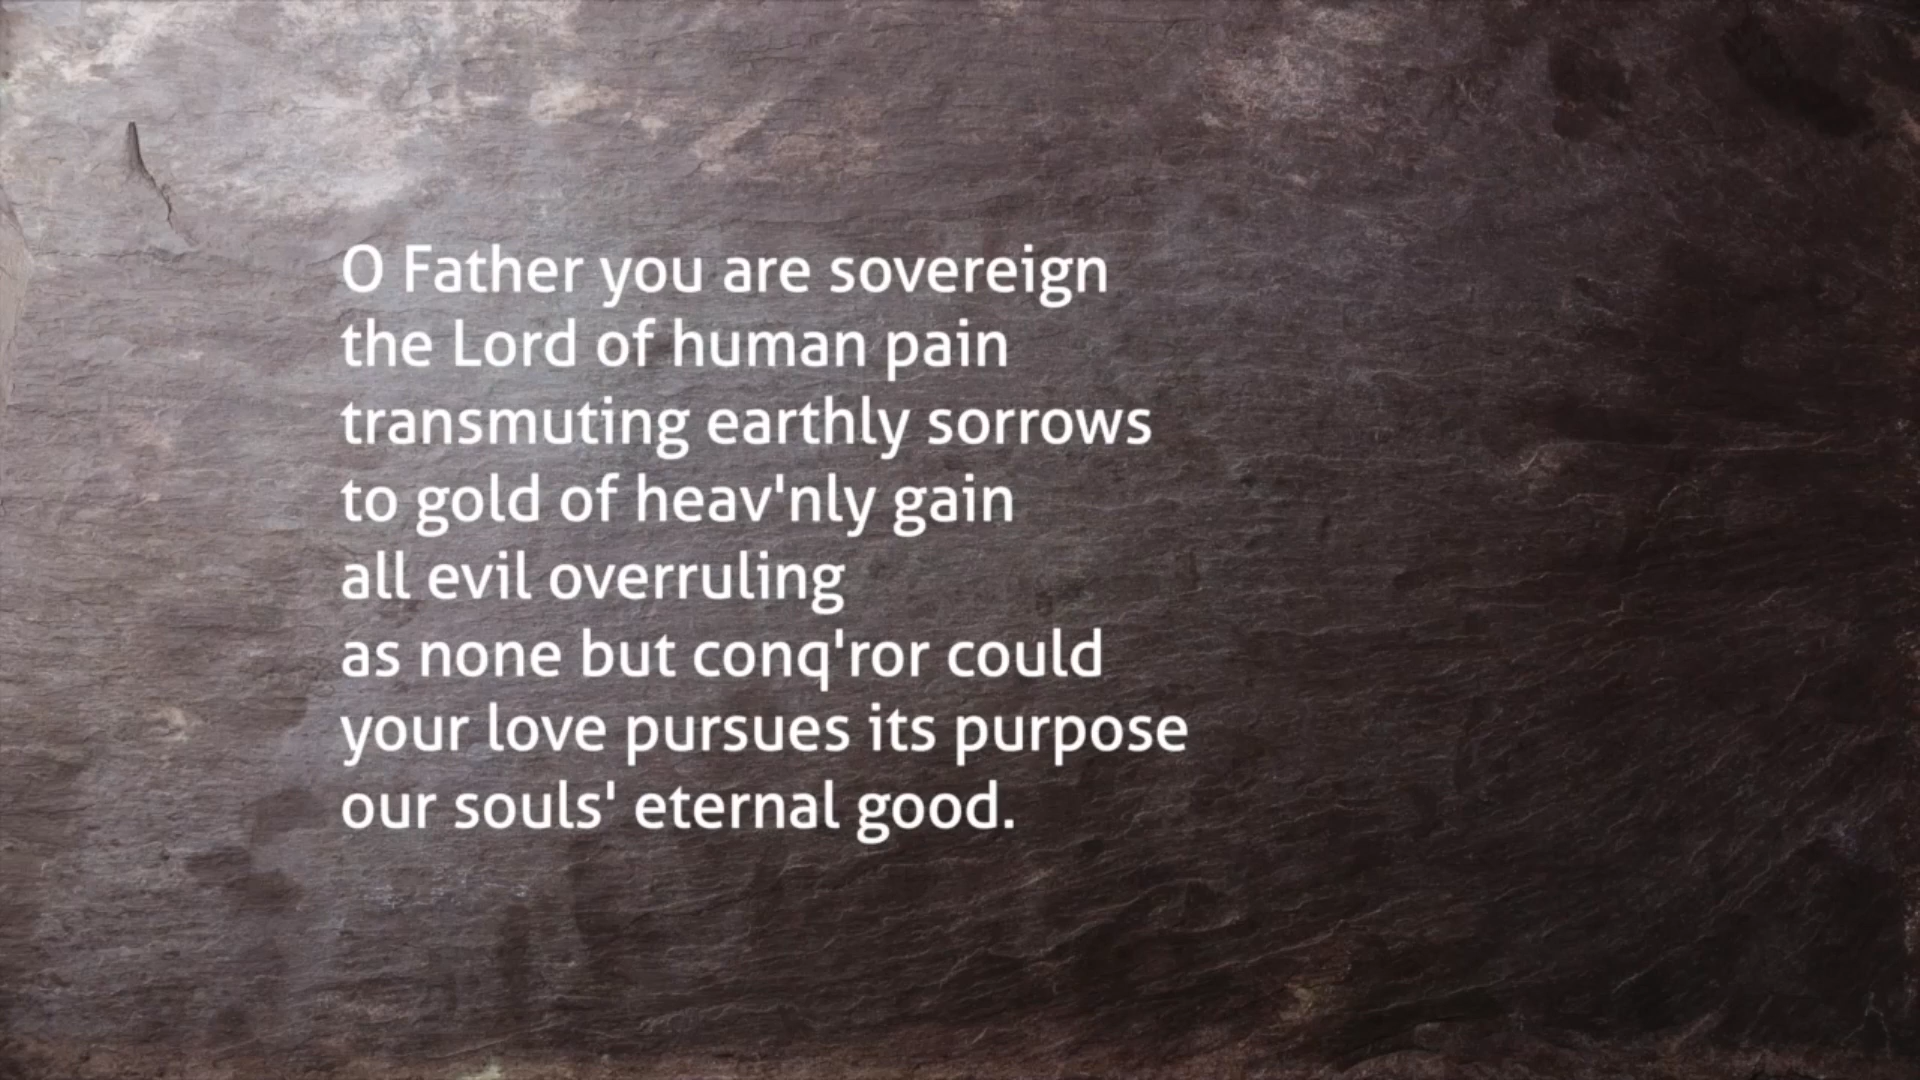 O Father you are sovereign
the Lord of human pain
transmuting earthly sorrows
to gold of heav'nly gain
all evil overruling
as none but conq'ror could
your love pursues its purpose
our souls' eternal good.